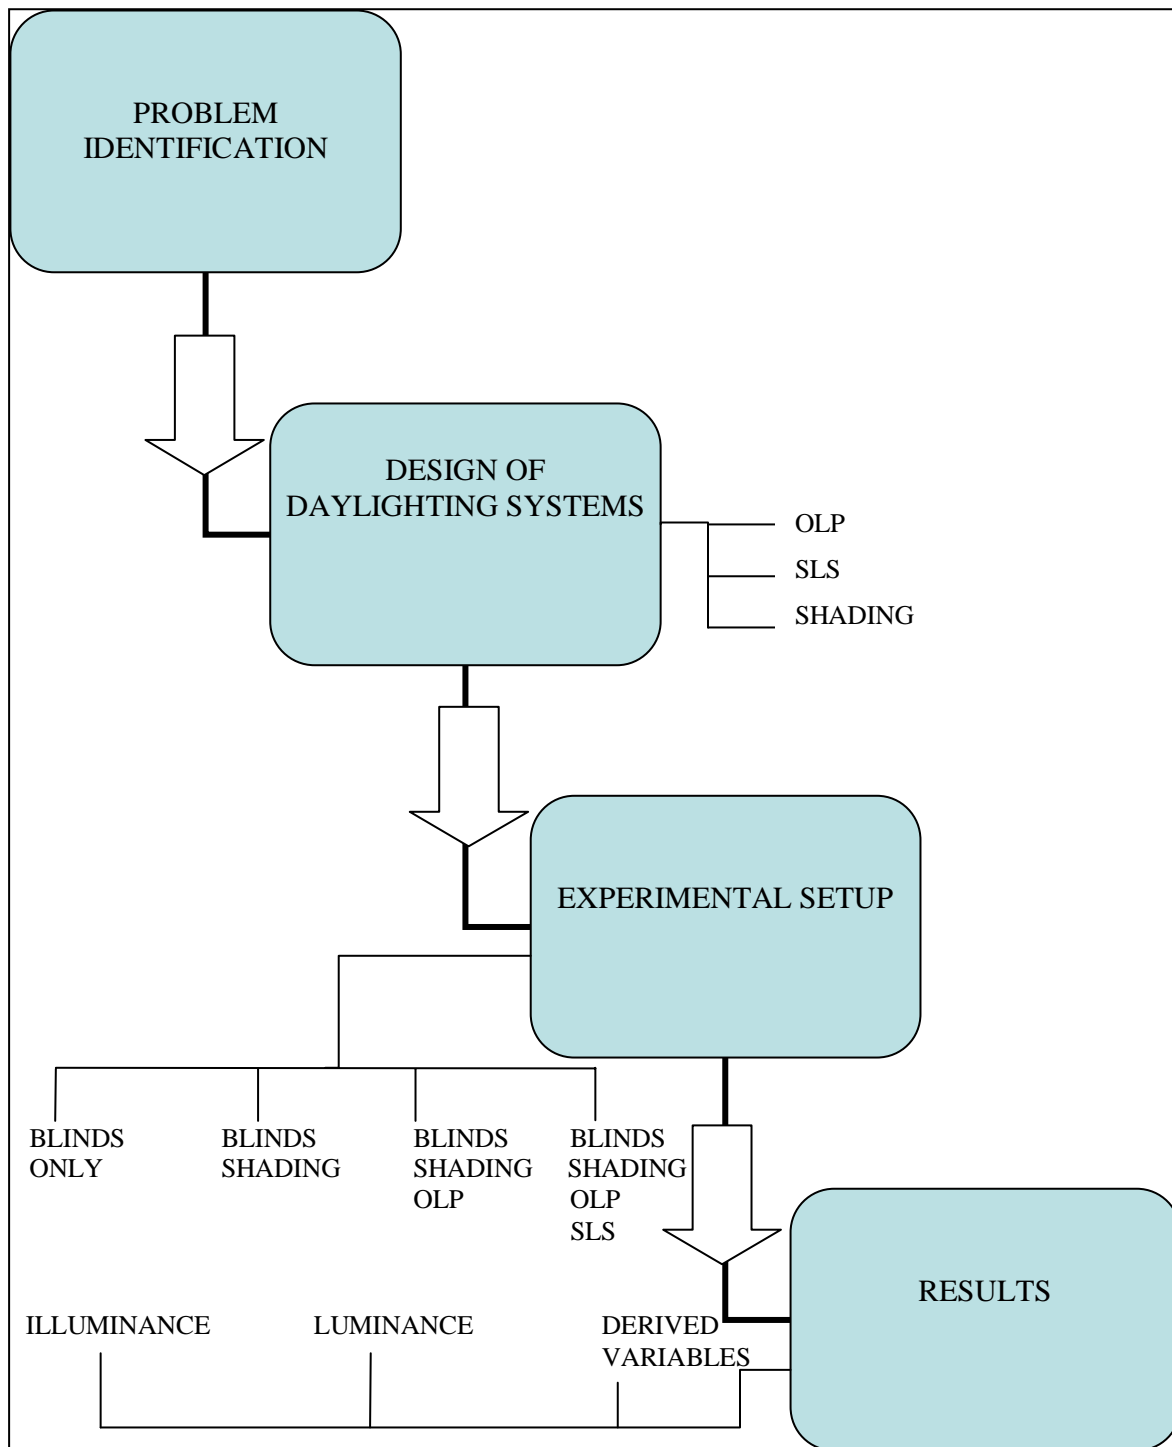 PROBLEM
IDENTIFICATION
DESIGN OF
DAYLIGHTING SYSTEMS
OLP
SLS
SHADING
EXPERIMENTAL SETUP
BLINDS
ONLY
BLINDS
SHADING
BLINDS
SHADING
OLP
BLINDS
SHADING
OLP
SLS
RESULTS
ILLUMINANCE
LUMINANCE
DERIVED
VARIABLES